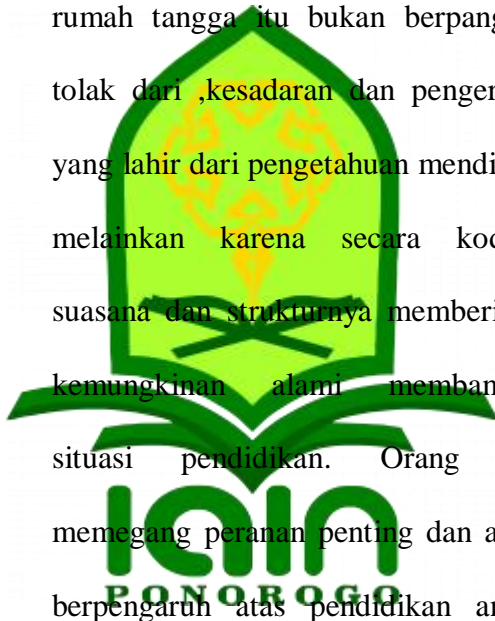 rumah tangga itu bukan berpang
tolak dari ,kesadaran dan penger
yang lahir dari pengetahuan mendi
melainkan karena secara ko
suasana dan strukturnya memberi
kemungkinan alami memban
situasi pendidikan. Orang
memegang peranan penting dan a
berpengaruh atas pendidikan a
iain
PONOROGO